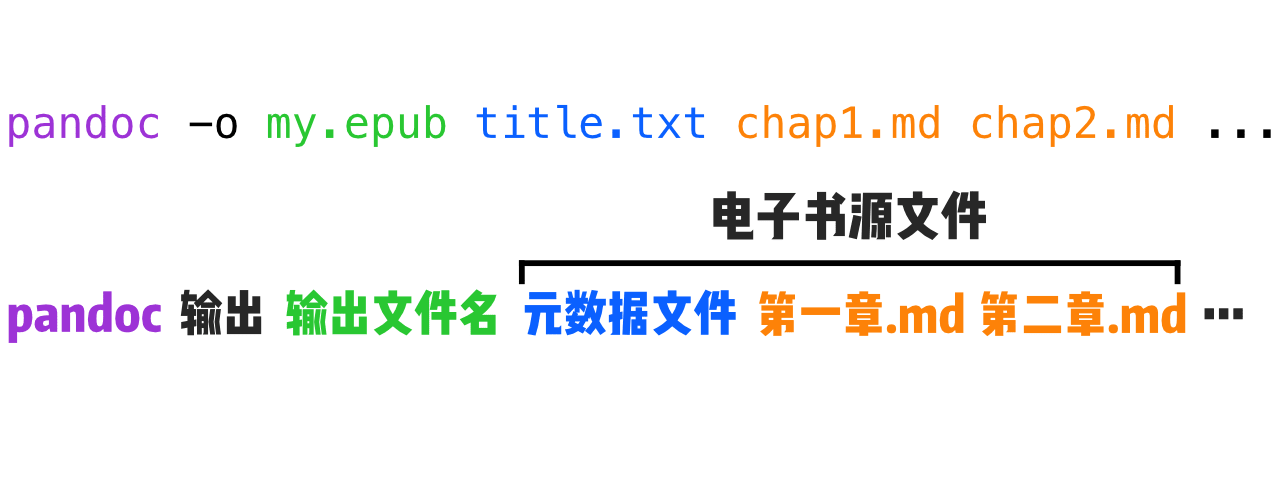 pandoc -o my.epub title.txt chap1.md chap2.md ...
电子书源文件
pandoc 输出 输出文件名 元数据文件 第一章.md 第二章.md …